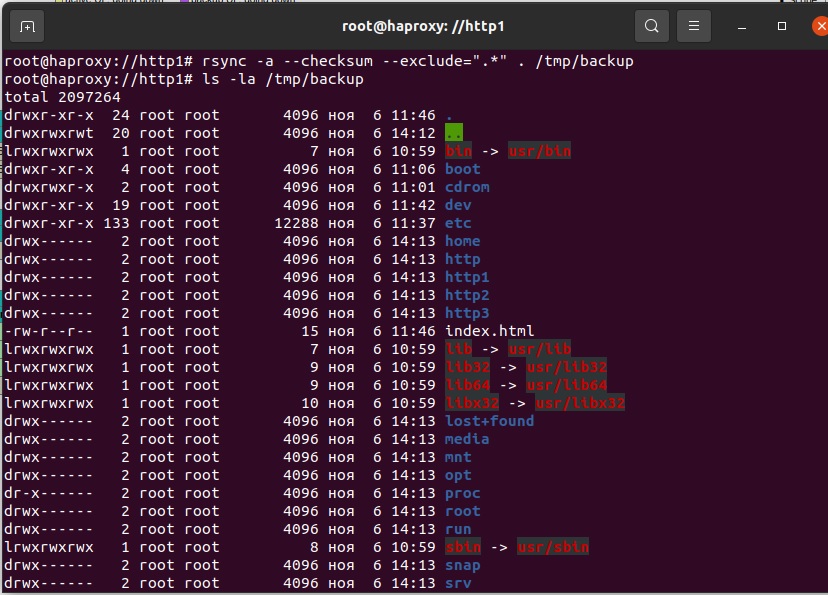 root@haproxy: //http1
root@haproxy://http1# rsync -a --checksum --exclude=".*" . /tmp/backup
root@haproxy://http1# ls -la /tmp/backup
total 2097264
drwxr-xr-x  24 root root       4096 ноя  6 11:46 .
drwxrwxrwt  20 root root       4096 ноя  6 14:12 ..
lrwxrwxrwx   1 root root          7 ноя  6 10:59 bin -> usr/bin
drwxr-xr-x   4 root root       4096 ноя  6 11:06 boot
drwxrwxr-x   2 root root       4096 ноя  6 11:01 cdrom
drwxr-xr-x  19 root root       4096 ноя  6 11:42 dev
drwxr-xr-x 133 root root      12288 ноя  6 11:37 etc
drwx------   2 root root       4096 ноя  6 14:13 home
drwx------   2 root root       4096 ноя  6 14:13 http
drwx------   2 root root       4096 ноя  6 14:13 http1
drwx------   2 root root       4096 ноя  6 14:13 http2
drwx------   2 root root       4096 ноя  6 14:13 http3
-rw-r--r--   1 root root         15 ноя  6 11:46 index.html
lrwxrwxrwx   1 root root          7 ноя  6 10:59 lib -> usr/lib
lrwxrwxrwx   1 root root          9 ноя  6 10:59 lib32 -> usr/lib32
lrwxrwxrwx   1 root root          9 ноя  6 10:59 lib64 -> usr/lib64
lrwxrwxrwx   1 root root         10 ноя  6 10:59 libx32 -> usr/libx32
drwx------   2 root root       4096 ноя  6 14:13 lost+found
drwx------   2 root root       4096 ноя  6 14:13 media
drwx------   2 root root       4096 ноя  6 14:13 mnt
drwx------   2 root root       4096 ноя  6 14:13 opt
dr-x------   2 root root       4096 ноя  6 14:13 proc
drwx------   2 root root       4096 ноя  6 14:13 root
drwx------   2 root root       4096 ноя  6 14:13 run
lrwxrwxrwx   1 root root          8 ноя  6 10:59 sbin -> usr/sbin
drwx------   2 root root       4096 ноя  6 14:13 snap
drwx------   2 root root       4096 ноя  6 14:13 srv